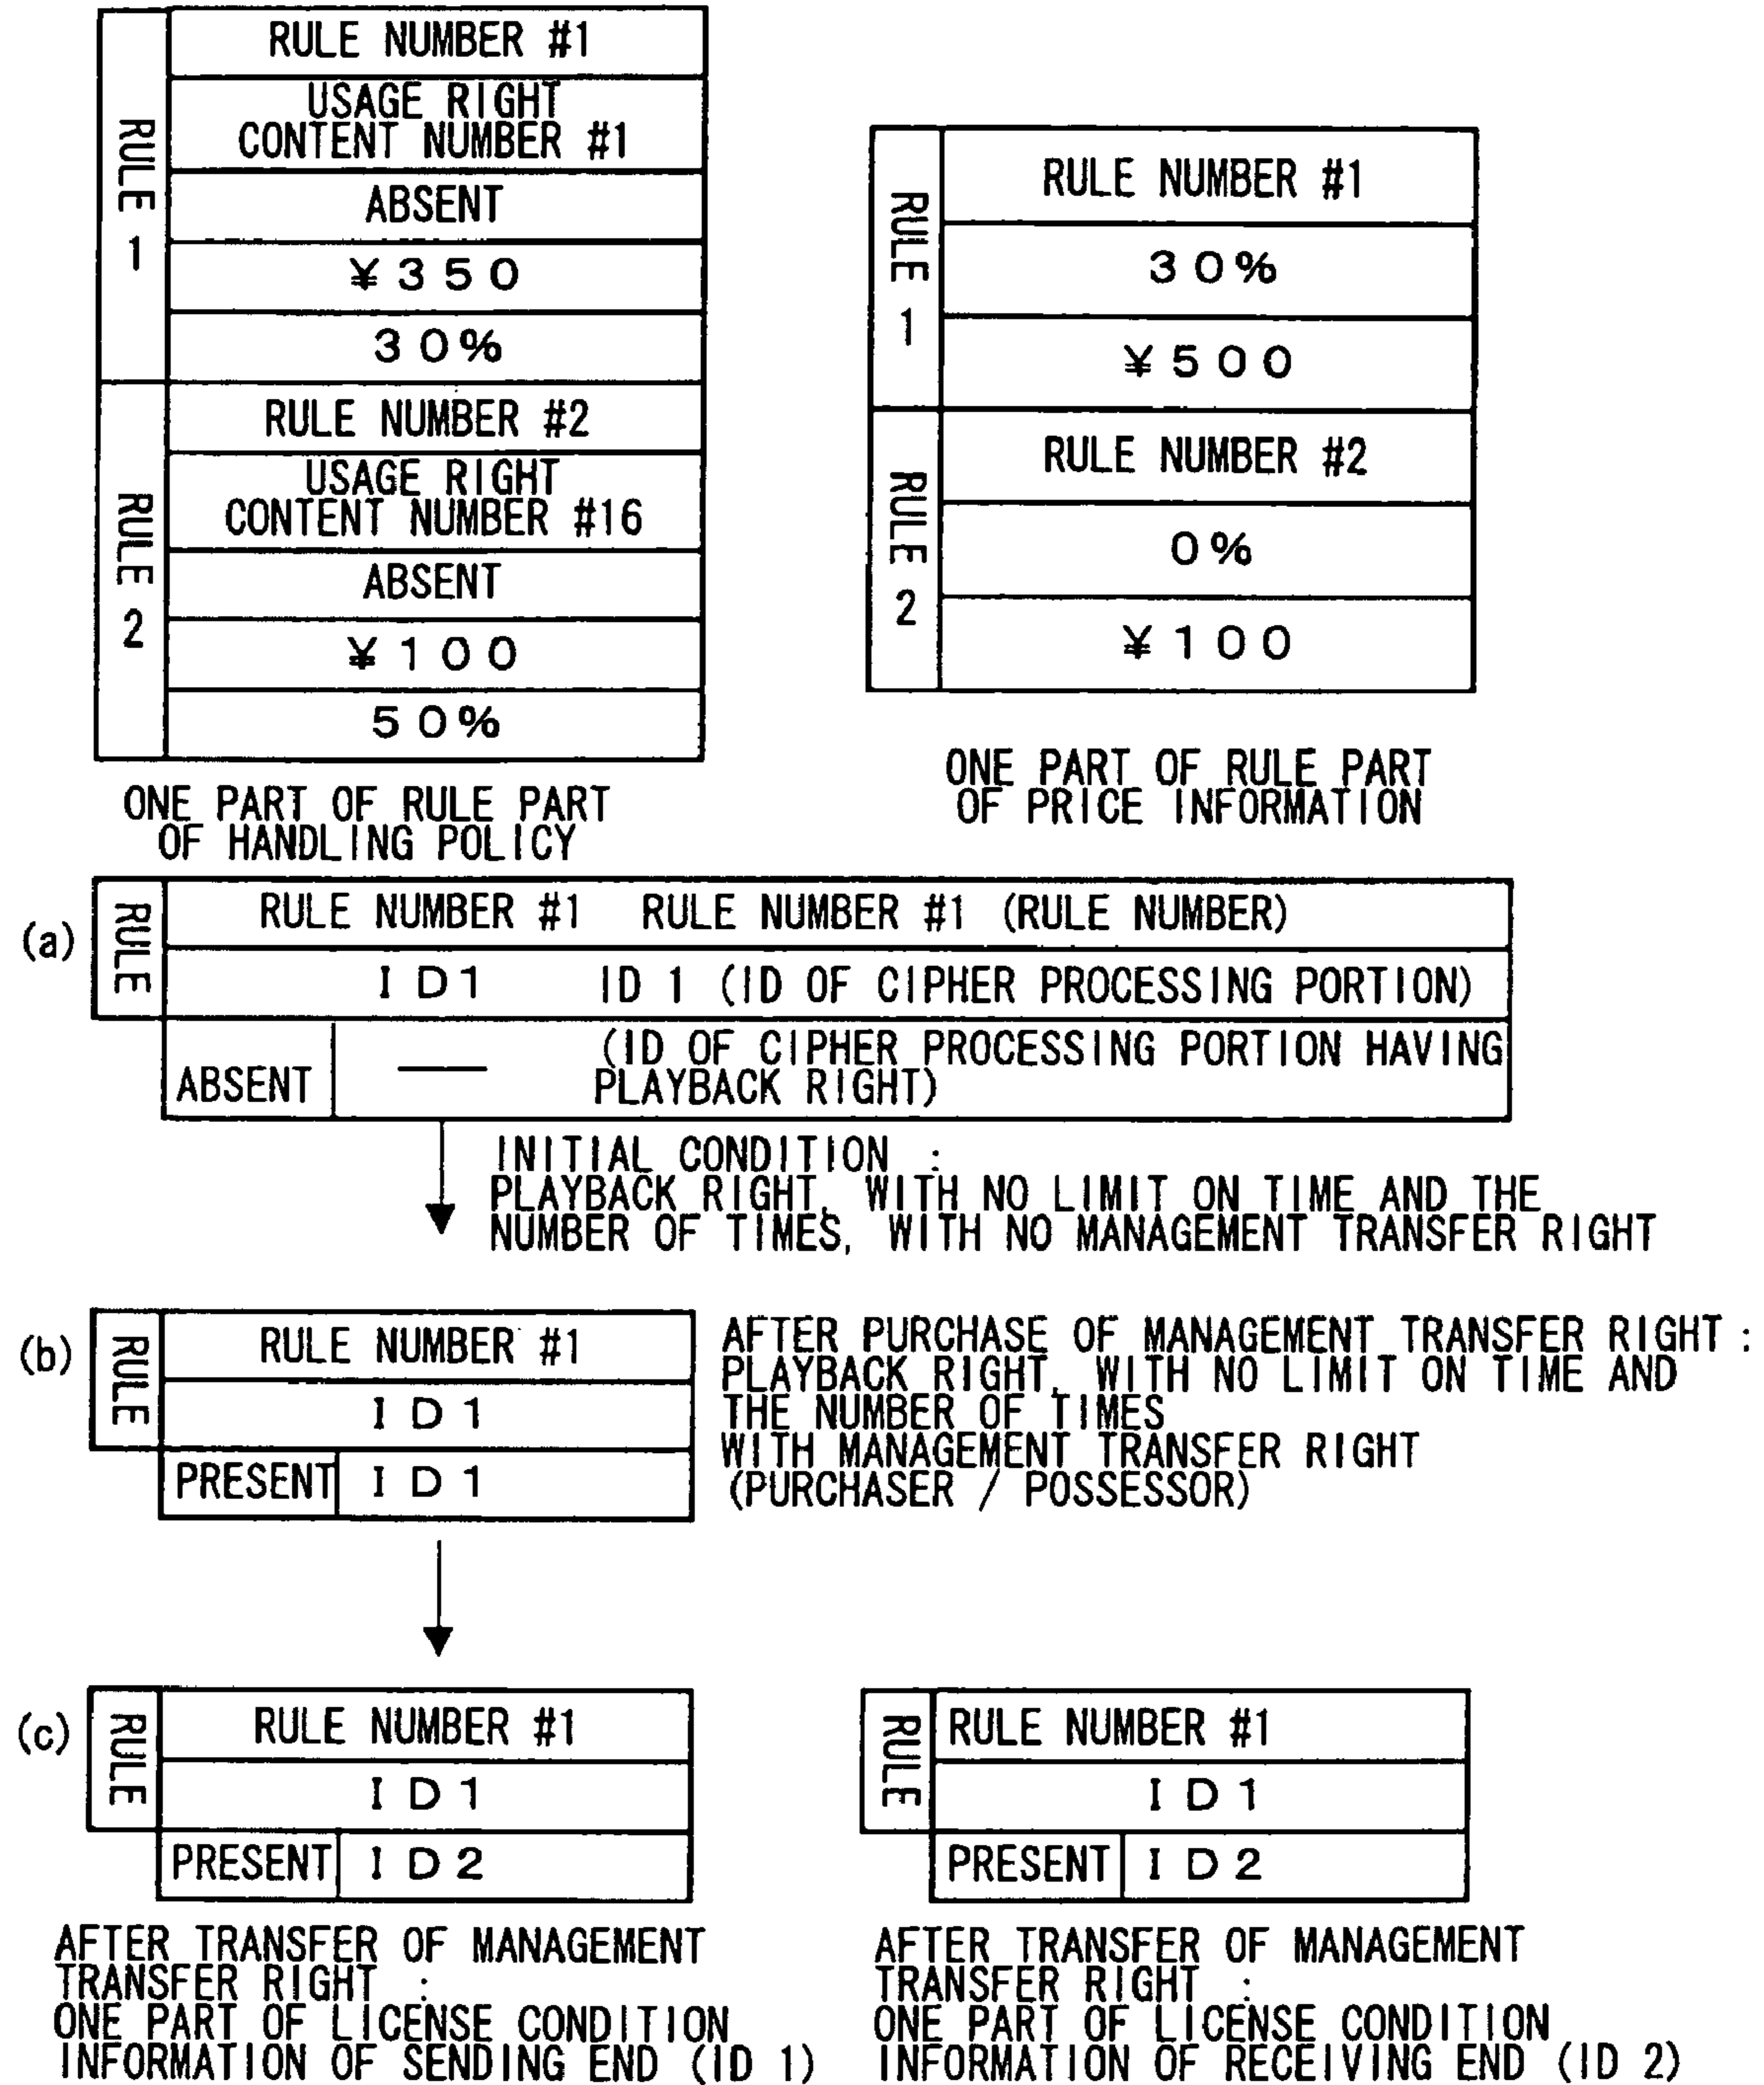 RULE 1
RULE NUMBER #1
USAGE RIGHT
CONTENT NUMBER #1
ABSENT
¥350
30%
RULE 2
RULE NUMBER #2
USAGE RIGHT
CONTENT NUMBER #16
ABSENT
¥100
50%
ONE PART OF RULE PART
OF HANDLING POLICY
RULE 1
RULE NUMBER #1
30%
¥500
RULE 2
RULE NUMBER #2
0%
¥100
ONE PART OF RULE PART
OF PRICE INFORMATION
(a)
RULE
RULE NUMBER #1 RULE NUMBER #1 (RULE NUMBER)
ID1 ID 1 (ID OF CIPHER PROCESSING PORTION)
ABSENT — (ID OF CIPHER PROCESSING PORTION HAVING
PLAYBACK RIGHT)
INITIAL CONDITION :
PLAYBACK RIGHT, WITH NO LIMIT ON TIME AND THE
NUMBER OF TIMES, WITH NO MANAGEMENT TRANSFER RIGHT
(b)
RULE
RULE NUMBER #1
ID1
PRESENT ID1
AFTER PURCHASE OF MANAGEMENT TRANSFER RIGHT :
PLAYBACK RIGHT, WITH NO LIMIT ON TIME AND
THE NUMBER OF TIMES
WITH MANAGEMENT TRANSFER RIGHT
(PURCHASER / POSSESSOR)
(c)
RULE
RULE NUMBER #1
ID1
PRESENT ID2
AFTER TRANSFER OF MANAGEMENT
TRANSFER RIGHT :
ONE PART OF LICENSE CONDITION
INFORMATION OF SENDING END (ID 1)
RULE
RULE NUMBER #1
ID1
PRESENT ID2
AFTER TRANSFER OF MANAGEMENT
TRANSFER RIGHT :
ONE PART OF LICENSE CONDITION
INFORMATION OF RECEIVING END (ID 2)